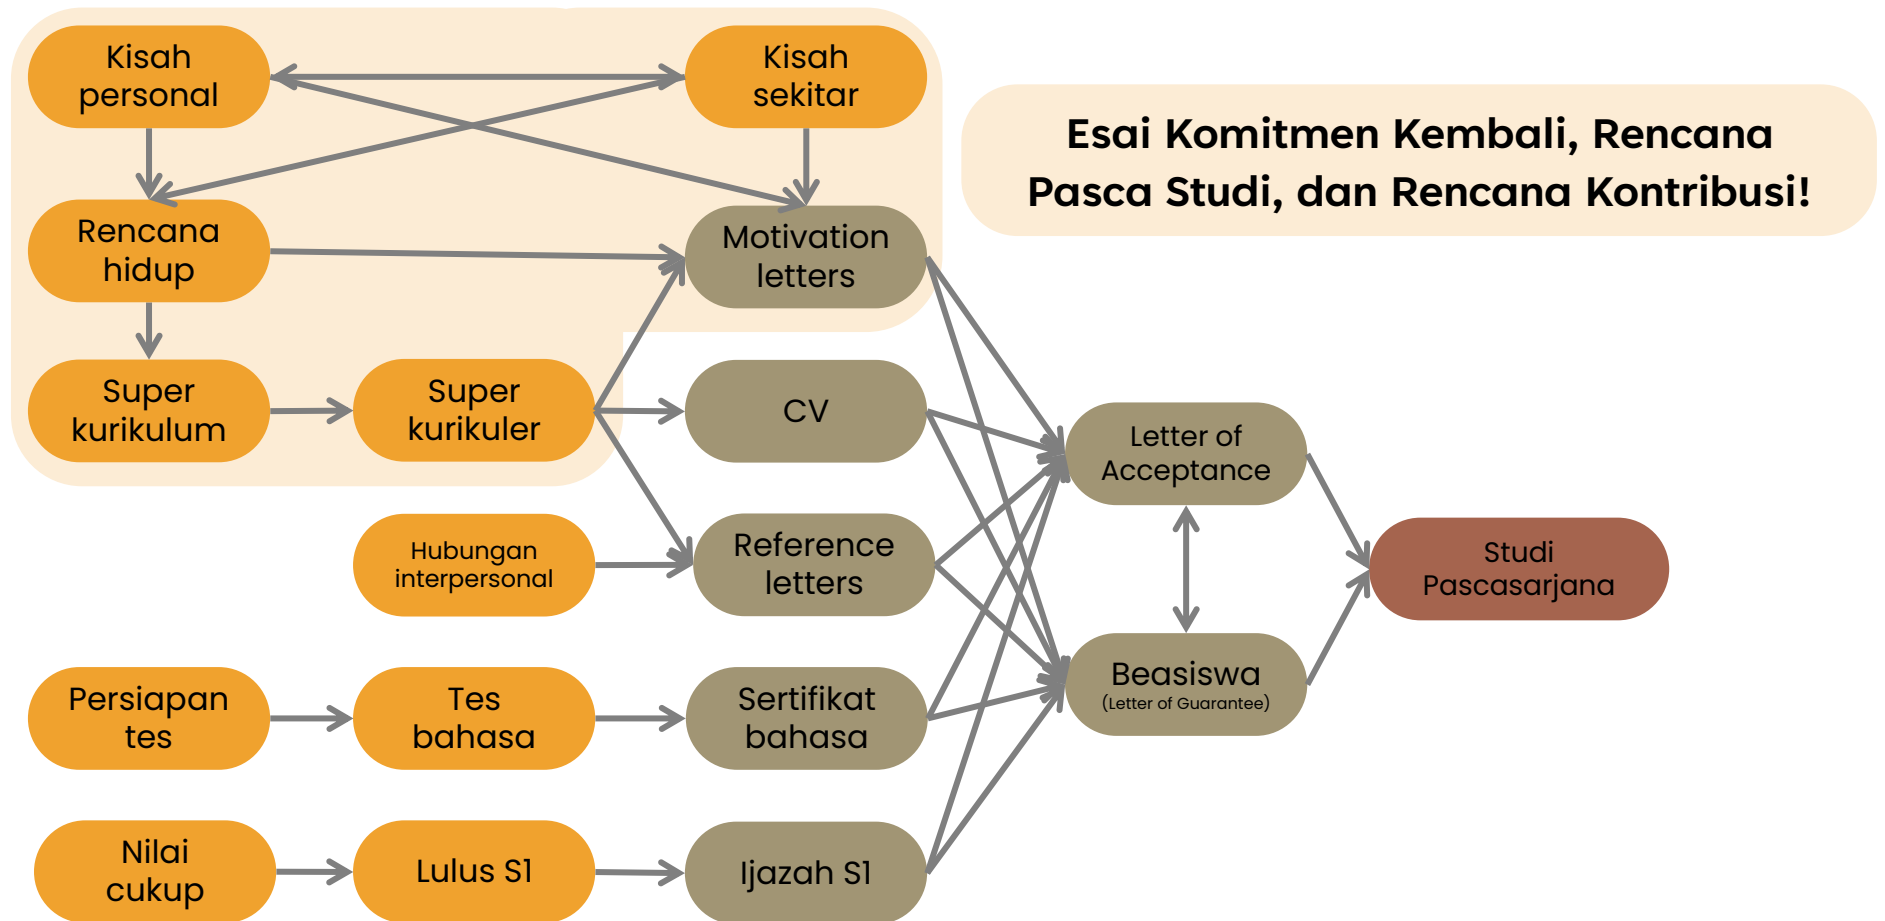 Kisah
personal
Kisah
sekitar
Esai Komitmen Kembali, Rencana
Pasca Studi, dan Rencana Kontribusi!
Rencana
hidup
Motivation
letters
Super
kurikulum
Super
kurikuler
CV
Letter of
Acceptance
Hubungan
interpersonal
Reference
letters
Studi
Pascasarjana
Persiapan
tes
Tes
bahasa
Sertifikat
bahasa
Beasiswa
(Letter of Guarantee)
Nilai
cukup
Lulus S1
Ijazah S1